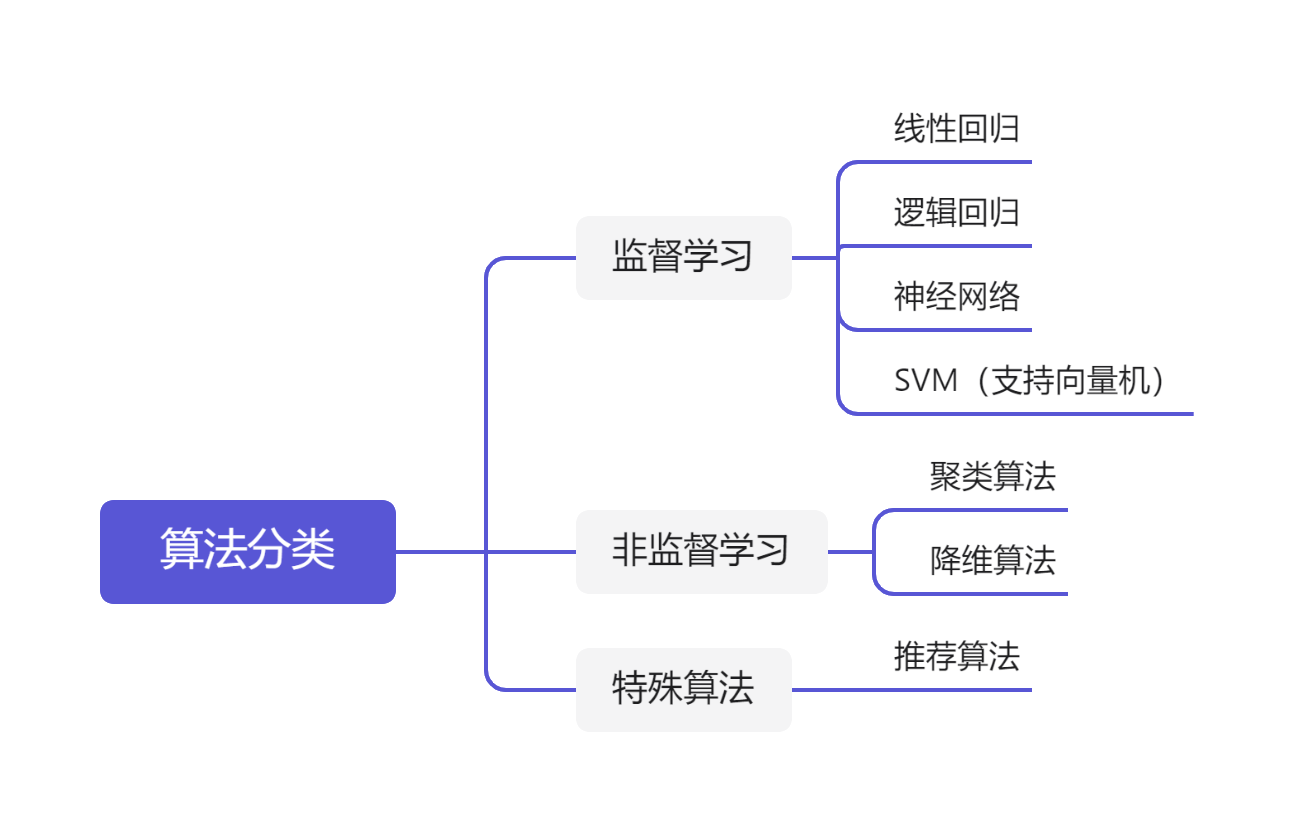 算法分类
监督学习
线性回归
逻辑回归
神经网络
SVM（支持向量机）
非监督学习
聚类算法
降维算法
特殊算法
推荐算法